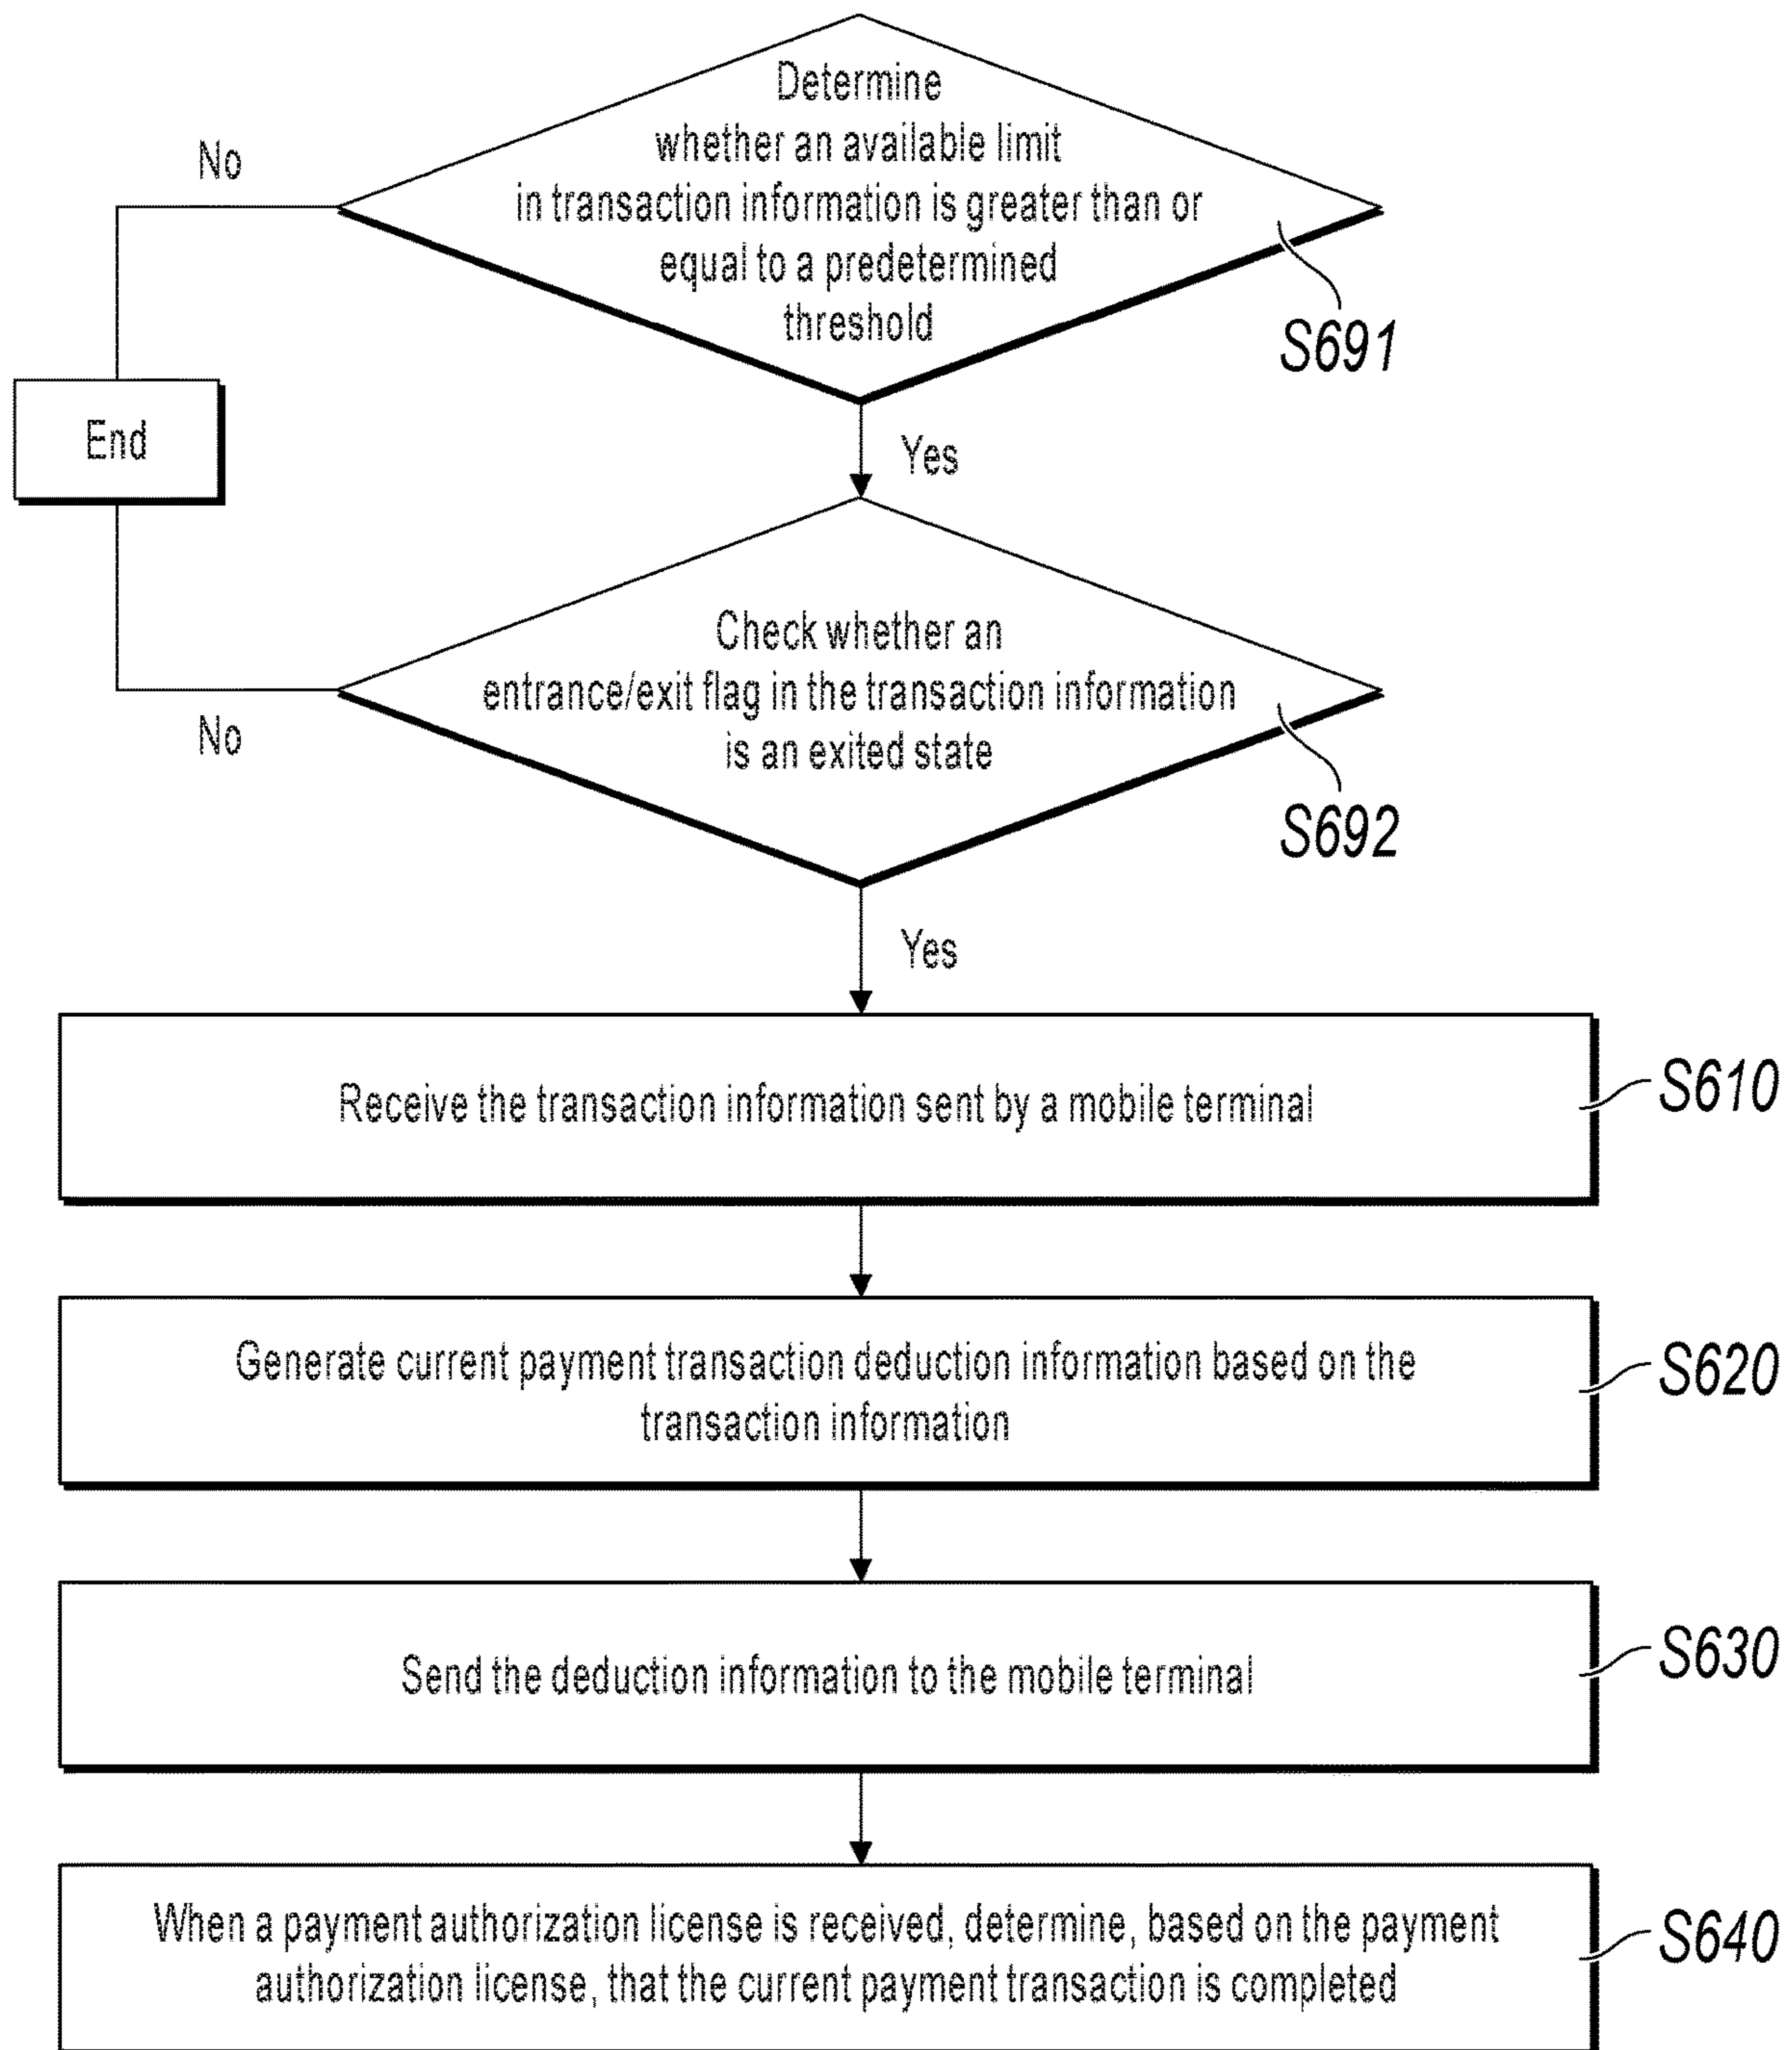 Determine
whether an available limit
in transaction information is greater than or
equal to a predetermined
threshold
No
S691
End
Yes
Check whether an
entrance/exit flag in the transaction information
is an exited state
No
S692
Yes
Receive the transaction information sent by a mobile terminal
S610
Generate current payment transaction deduction information based on the
transaction information
S620
Send the deduction information to the mobile terminal
S630
When a payment authorization license is received, determine, based on the payment
authorization license, that the current payment transaction is completed
S640